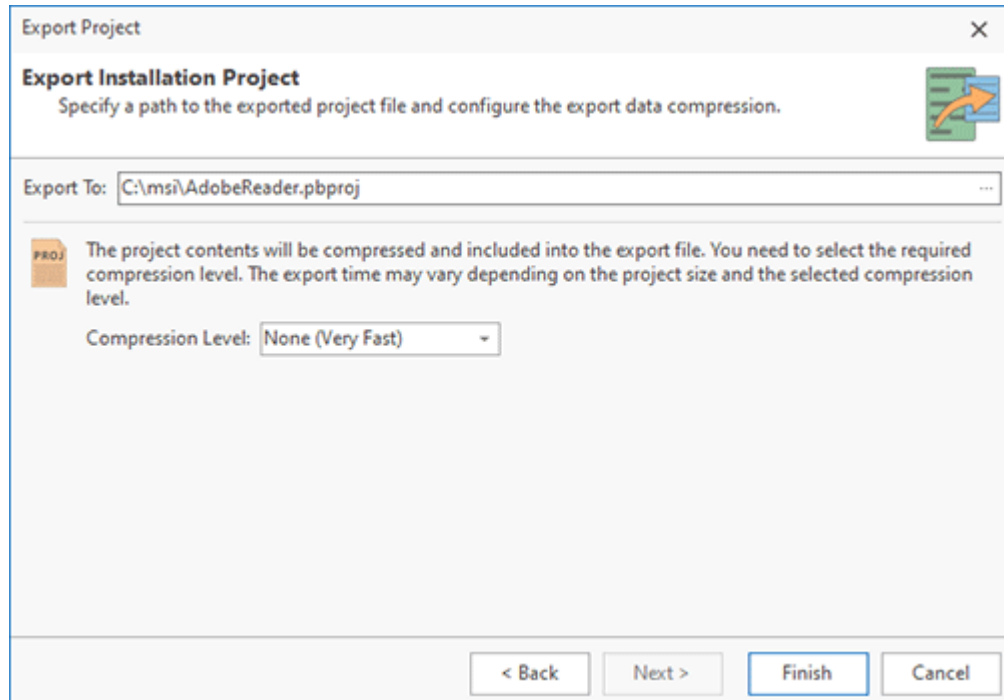 Export Project
Export Installation Project
Specify a path to the exported project file and configure the export data compression.
Export To: C:\msi\AdobeReader.pbproj ...
PROJ
The project contents will be compressed and included into the export file. You need to select the required
compression level. The export time may vary depending on the project size and the selected compression
level.
Compression Level: None (Very Fast)
< Back Next > Finish Cancel